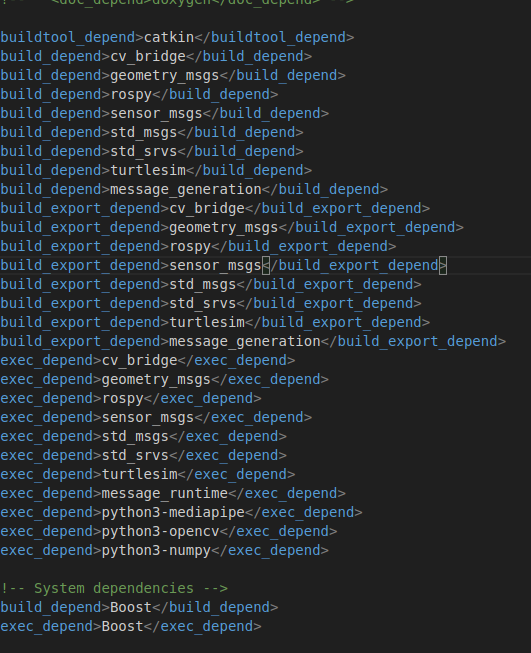 !-- <doc_depend>doxygen</doc_depend> -->
buildtool_depend>catkin</buildtool_depend>
build_depend>cv_bridge</build_depend>
build_depend>geometry_msgs</build_depend>
build_depend>rospy</build_depend>
build_depend>sensor_msgs</build_depend>
build_depend>std_msgs</build_depend>
build_depend>std_srvs</build_depend>
build_depend>turtlesim</build_depend>
build_depend>message_generation</build_depend>
build_export_depend>cv_bridge</build_export_depend>
build_export_depend>geometry_msgs</build_export_depend>
build_export_depend>rospy</build_export_depend>
build_export_depend>sensor_msgs</build_export_depend>
build_export_depend>std_msgs</build_export_depend>
build_export_depend>std_srvs</build_export_depend>
build_export_depend>turtlesim</build_export_depend>
build_export_depend>message_generation</build_export_depend>
exec_depend>cv_bridge</exec_depend>
exec_depend>geometry_msgs</exec_depend>
exec_depend>rospy</exec_depend>
exec_depend>sensor_msgs</exec_depend>
exec_depend>std_msgs</exec_depend>
exec_depend>std_srvs</exec_depend>
exec_depend>turtlesim</exec_depend>
exec_depend>message_runtime</exec_depend>
exec_depend>python3-mediapipe</exec_depend>
exec_depend>python3-opencv</exec_depend>
exec_depend>python3-numpy</exec_depend>
!-- System dependencies -->
build_depend>Boost</build_depend>
exec_depend>Boost</exec_depend>